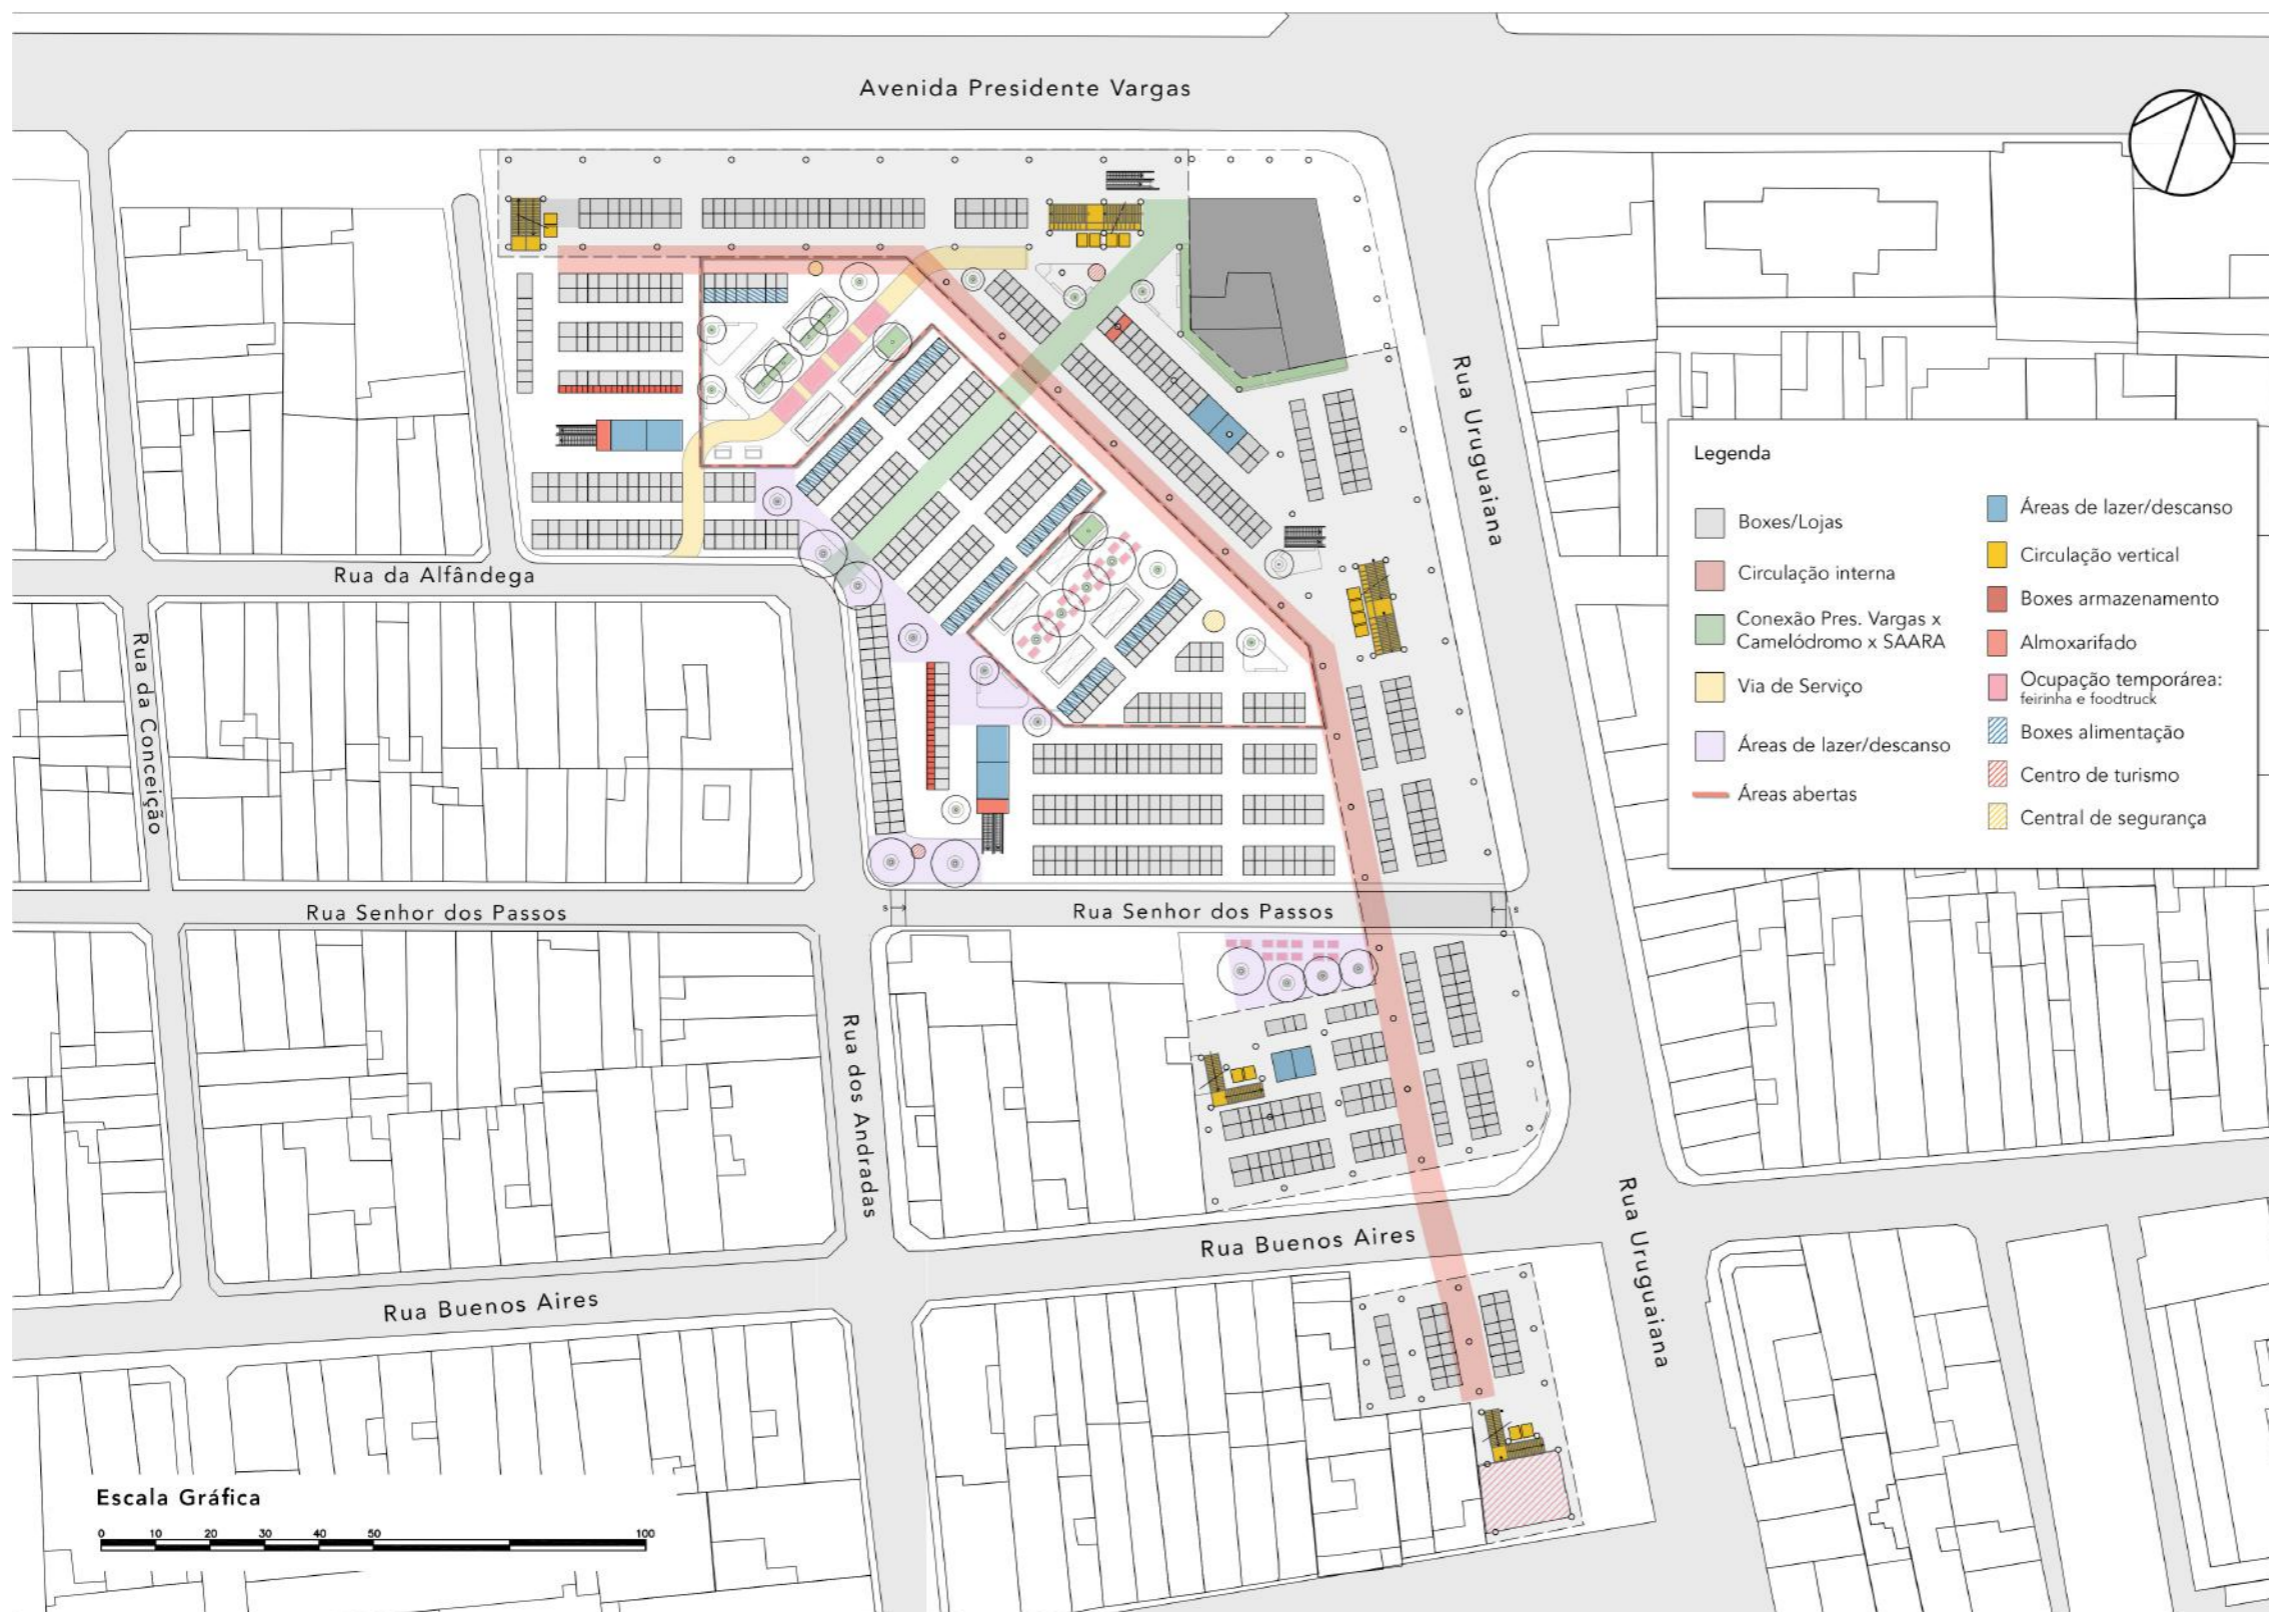 Avenida Presidente Vargas
Rua Uruguaiana
Legenda
Boxes/Lojas
Circulação interna
Conexão Pres. Vargas x
Camelódromo x SAARA
Via de Serviço
Áreas de lazer/descanso
Áreas abertas
Áreas de lazer/descanso
Circulação vertical
Boxes armazenamento
Almoxarifado
Ocupação temporárea:
feirinha e foodtruck
Boxes alimentação
Centro de turismo
Central de segurança
Rua da Alfândega
Rua da Conceição
Rua Senhor dos Passos
s
Rua Senhor dos Passos
s
Rua dos Andradas
Rua Buenos Aires
Rua Uruguaiana
Rua Buenos Aires
Escala Gráfica
0 10 20 30 40 50 100